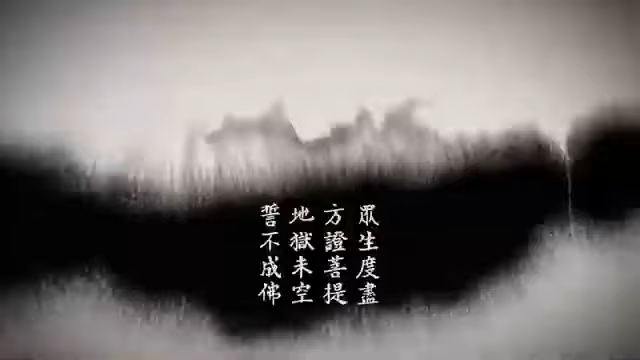 眾生度盡
方證菩提
地獄未空
誓不成佛